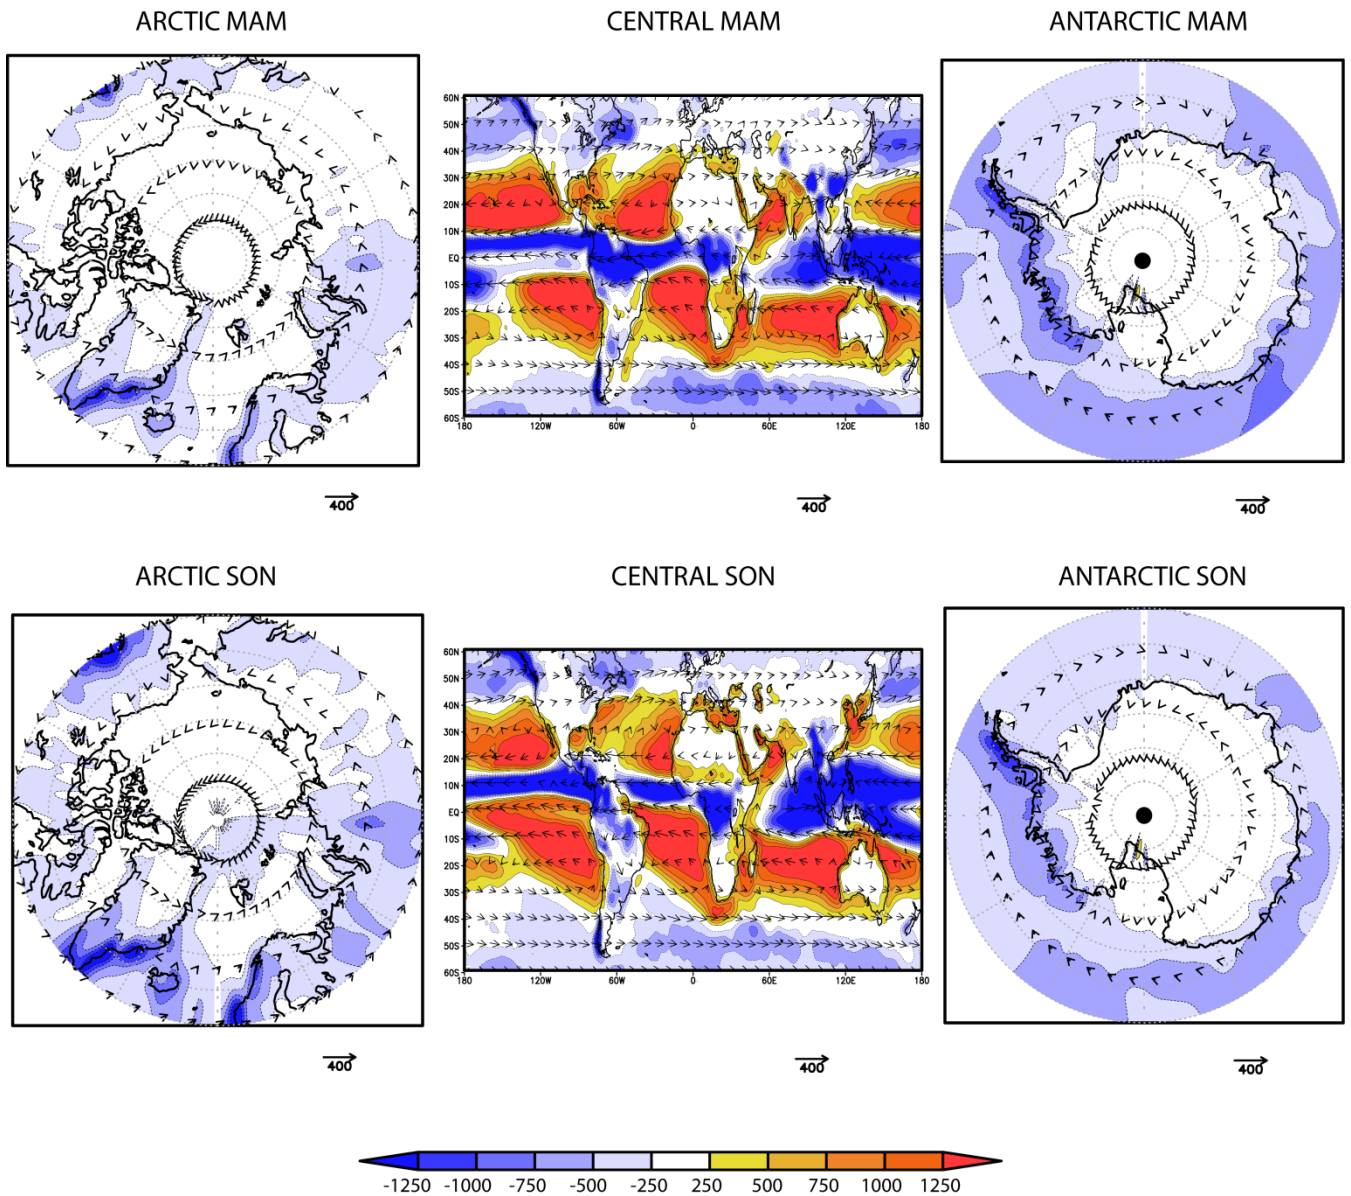 ARCTIC MAM
CENTRAL MAM
ANTARCTIC MAM
60N
50N
40N
30N
20N
10N
EQ
10S
20S
30S
40S
50S
60S
180 120W 60W 0 60E 120E 180
400
400
400
ARCTIC SON
CENTRAL SON
ANTARCTIC SON
60N
50N
40N
30N
20N
10N
EQ
10S
20S
30S
40S
50S
60S
180 120W 60W 0 60E 120E 180
400
400
400
-1250 -1000 -750 -500 -250 250 500 750 1000 1250